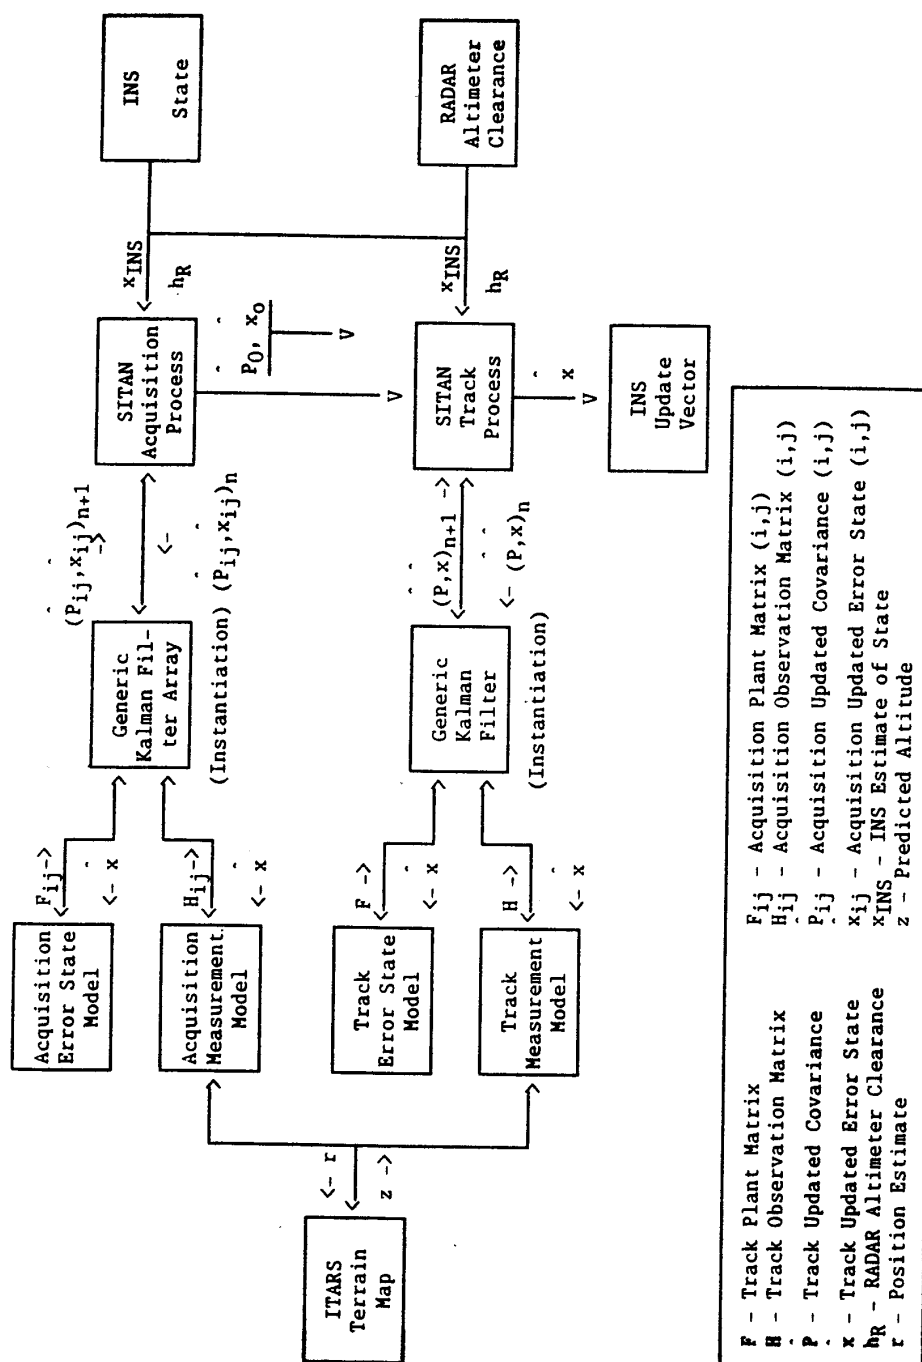 ITARS
Terrain
Map
<- r
z ->
Acquisition
Error State
Model
Acquisition
Measurement
Model
Track
Error State
Model
Track
Measurement
Model
Fij->
^
<- x
Hij->
^
<- x
F ->
^
<- x
H ->
^
<- x
Generic
Kalman Fil-
ter Array
(Instantiation)
Generic
Kalman
Filter
(Instantiation)
^ ^
(Pij,xij)n+1
->
<-
^ ^
(Pij,xij)n
^ ^
(P,x)n+1 ->
^ ^
<- (P,x)n
SITAN
Acquisition
Process
^ ^
P0, xo
V
V
SITAN
Track
Process
^
x
V
INS
Update
Vector
xINS
hR
xINS
hR
INS
State
RADAR
Altimeter
Clearance
F - Track Plant Matrix
H - Track Observation Matrix
^
P - Track Updated Covariance
^
x - Track Updated Error State
hR - RADAR Altimeter Clearance
r - Position Estimate
Fij - Acquisition Plant Matrix (i,j)
Hij - Acquisition Observation Matrix (i,j)
^
Pij - Acquisition Updated Covariance (i,j)
^
xij - Acquisition Updated Error State (i,j)
xINS - INS Estimate of State
z - Predicted Altitude